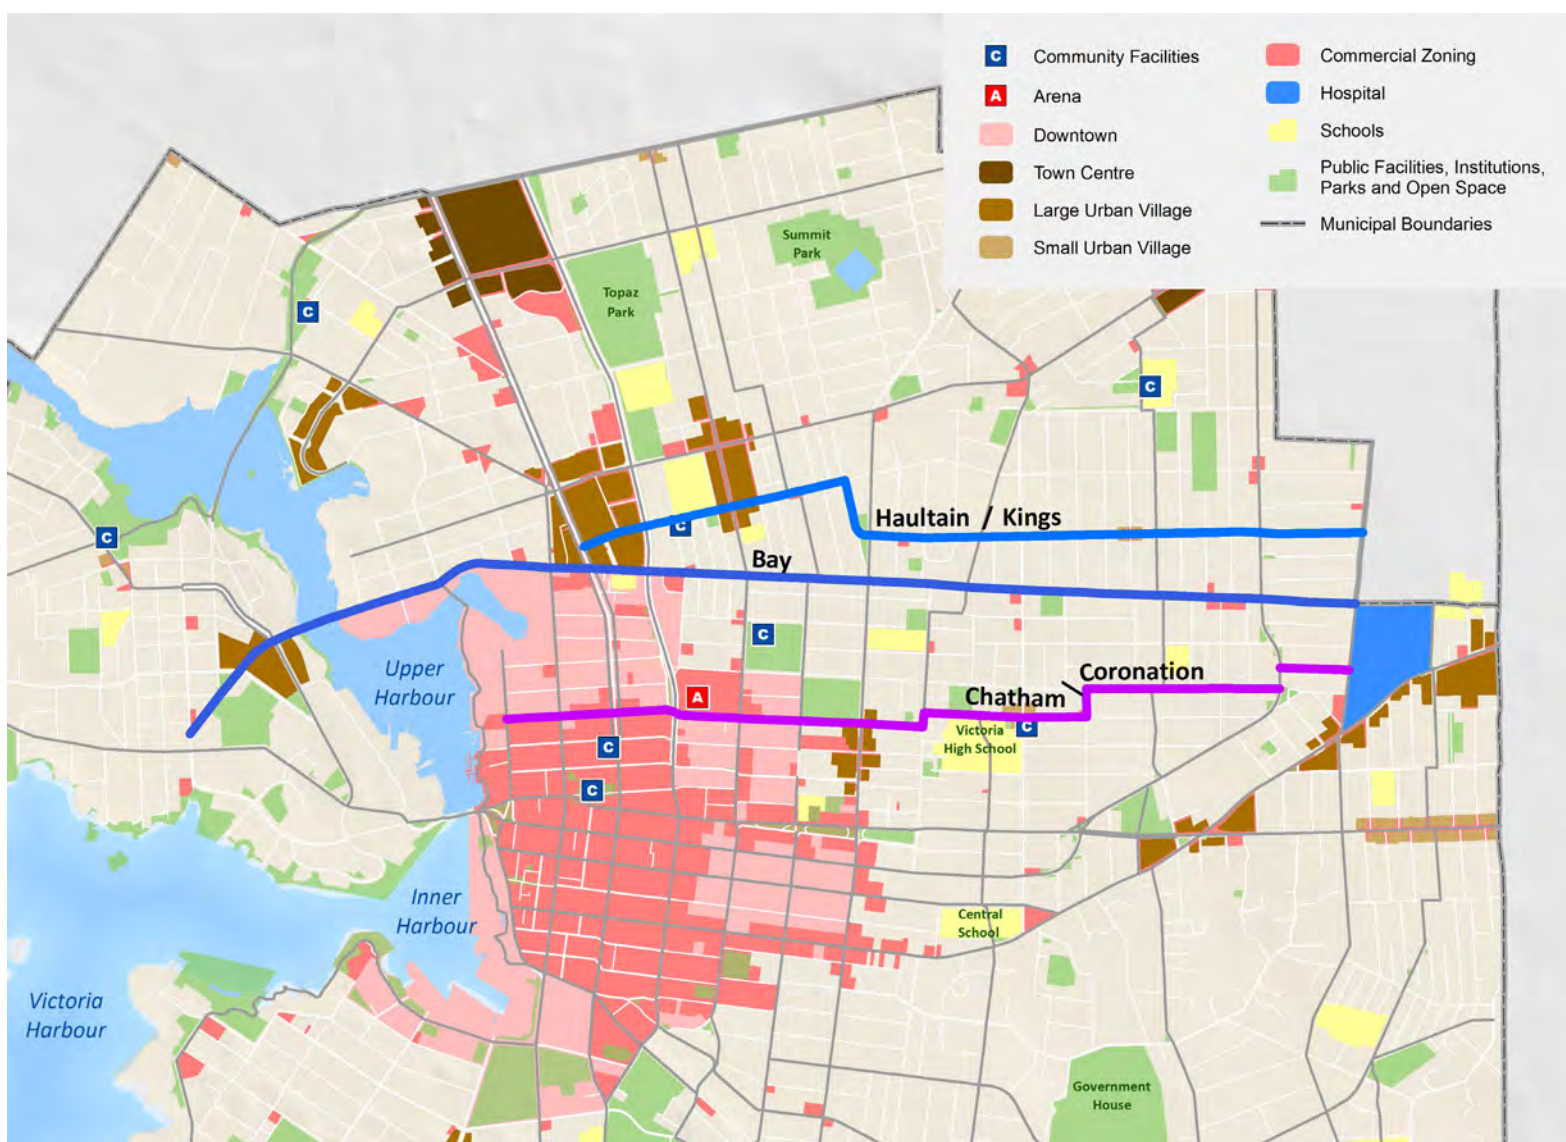 C Community Facilities
A Arena
Downtown
Town Centre
Large Urban Village
Small Urban Village
Commercial Zoning
Hospital
Schools
Public Facilities, Institutions,
Parks and Open Space
Municipal Boundaries
Summit
Park
Topaz
Park
C
C
C
C
Haultain / Kings
Bay
C
Upper
Harbour
Coronation
Chatham
A
C
Victoria
High School
C
C
Inner
Harbour
Central
School
Victoria
Harbour
Government
House